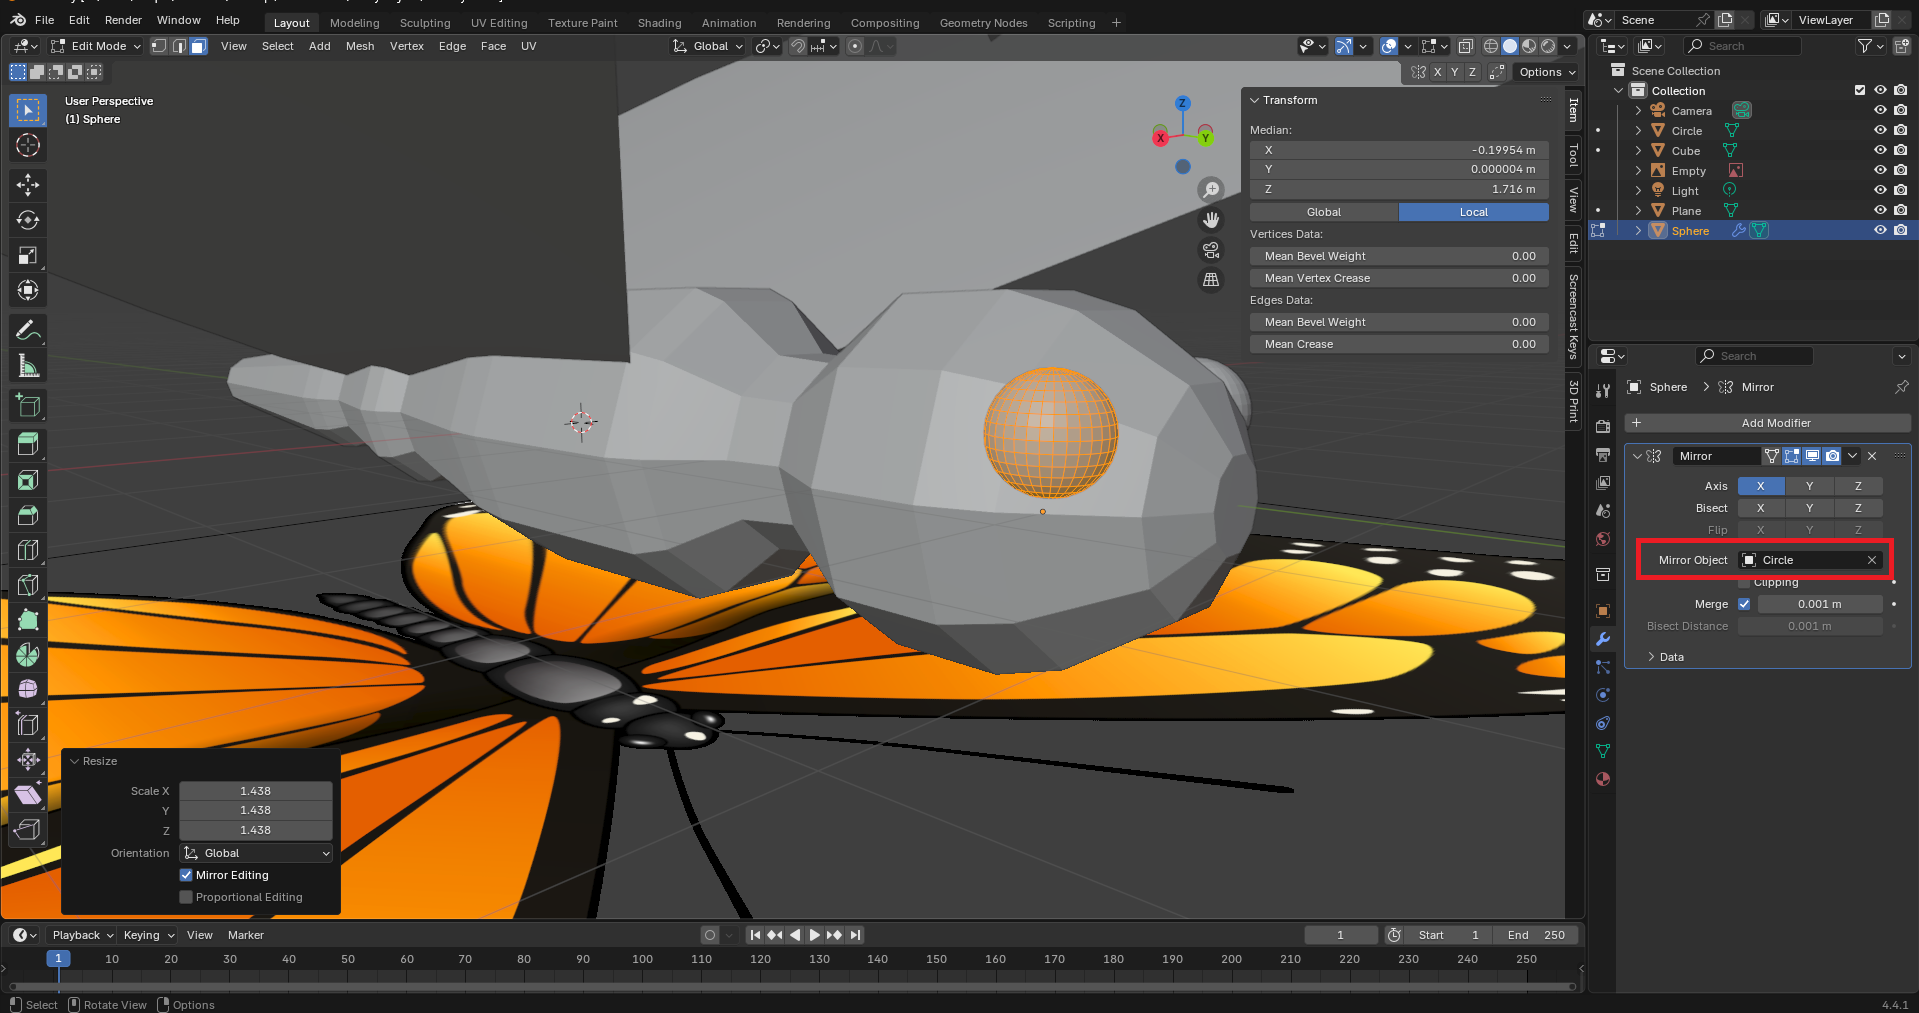 File Edit Render Window Help Layout Modeling Sculpting UV Editing Texture Paint Shading Animation Rendering Compositing Geometry Nodes Scripting + Scene ViewLayer
Edit Mode View Select Add Mesh Vertex Edge Face UV Global Search
X Y Z Options
User Perspective
(1) Sphere
Z
X
Y
Transform
Median:
X -0.19954 m
Y 0.000004 m
Z 1.716 m
Global Local
Vertices Data:
Mean Bevel Weight 0.00
Mean Vertex Crease 0.00
Edges Data:
Mean Bevel Weight 0.00
Mean Crease 0.00
Item
Tool
View
Edit
Screencast Keys
3D Print
Scene Collection
Collection
Camera
Circle
Cube
Empty
Light
Plane
Sphere
Search
Sphere Mirror
Add Modifier
Mirror
Axis X Y Z
Bisect X Y Z
Flip X Y Z
Mirror Object Circle
Clipping
Merge 0.001 m
Bisect Distance 0.001 m
Data
Resize
Scale X 1.438
Y 1.438
Z 1.438
Orientation Global
Mirror Editing
Proportional Editing
Playback Keying View Marker 1 Start 1 End 250
1 10 20 30 40 50 60 70 80 90 100 110 120 130 140 150 160 170 180 190 200 210 220 230 240 250
Select Rotate View Options 4.4.1